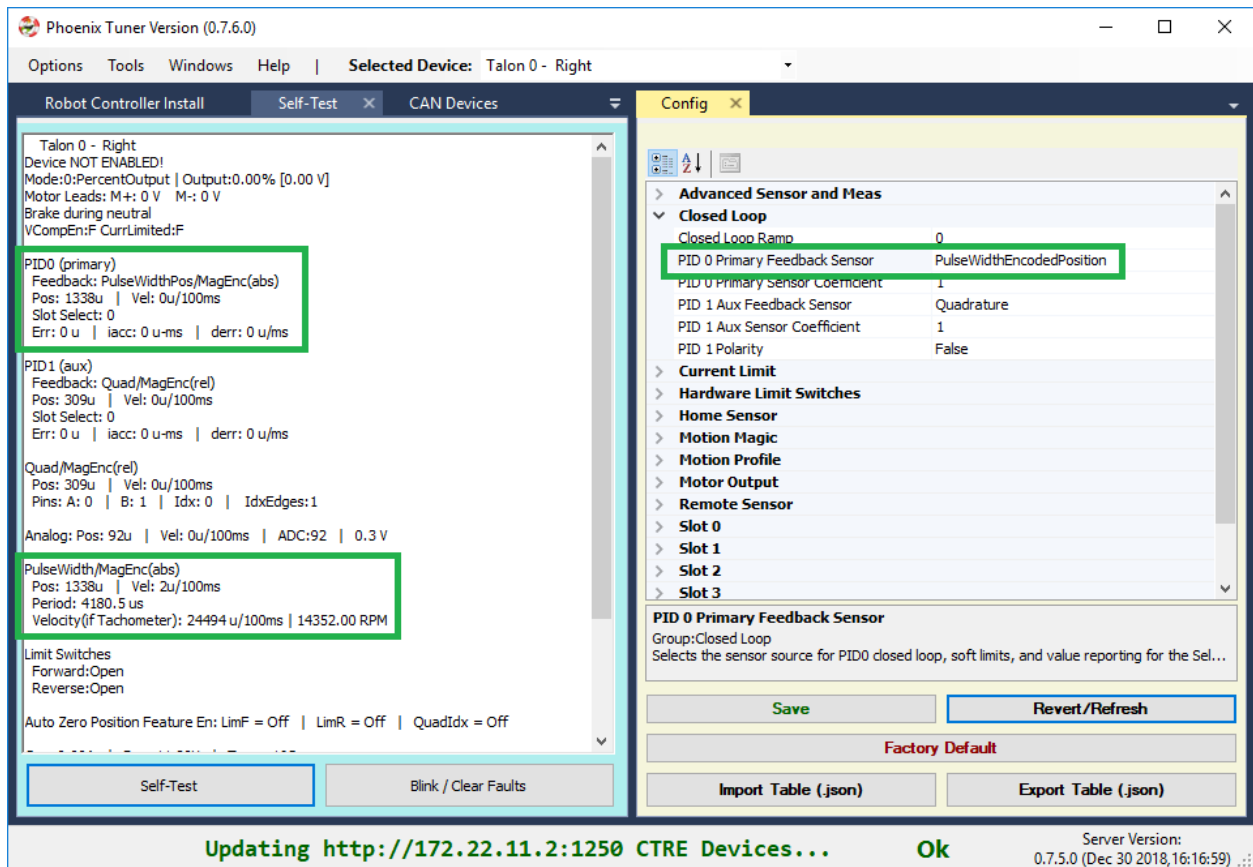 Phoenix Tuner Version (0.7.6.0)
Options Tools Windows Help | Selected Device: Talon 0 - Right
Robot Controller Install Self-Test CAN Devices
Talon 0 - Right
Device NOT ENABLED!
Mode:0:PercentOutput | Output:0.00% [0.00 V]
Motor Leads: M+: 0 V M-: 0 V
Brake during neutral
VCompEn:F CurrLimited:F
PID0 (primary)
Feedback: PulseWidthPos/MagEnc(abs)
Pos: 1338u | Vel: 0u/100ms
Slot Select: 0
Err: 0 u | iacc: 0 u-ms | derr: 0 u/ms
PID1 (aux)
Feedback: Quad/MagEnc(rel)
Pos: 309u | Vel: 0u/100ms
Slot Select: 0
Err: 0 u | iacc: 0 u-ms | derr: 0 u/ms
Quad/MagEnc(rel)
Pos: 309u | Vel: 0u/100ms
Pins: A: 0 | B: 1 | Idx: 0 | IdxEdges:1
Analog: Pos: 92u | Vel: 0u/100ms | ADC:92 | 0.3 V
PulseWidth/MagEnc(abs)
Pos: 1338u | Vel: 2u/100ms
Period: 4180.5 us
Velocity(if Tachometer): 24494 u/100ms | 14352.00 RPM
Limit Switches
Forward:Open
Reverse:Open
Auto Zero Position Feature En: LimF = Off | LimR = Off | QuadIdx = Off
Self-Test Blink / Clear Faults
Config
Advanced Sensor and Meas
Closed Loop
Closed Loop Ramp 0
PID 0 Primary Feedback Sensor PulseWidthEncodedPosition
PID 0 Primary Sensor Coefficient 1
PID 1 Aux Feedback Sensor Quadrature
PID 1 Aux Sensor Coefficient 1
PID 1 Polarity False
Current Limit
Hardware Limit Switches
Home Sensor
Motion Magic
Motion Profile
Motor Output
Remote Sensor
Slot 0
Slot 1
Slot 2
Slot 3
PID 0 Primary Feedback Sensor
Group:Closed Loop
Selects the sensor source for PID0 closed loop, soft limits, and value reporting for the Sel...
Save Revert/Refresh
Factory Default
Import Table (.json) Export Table (.json)
Updating http://172.22.11.2:1250 CTRE Devices... Ok
Server Version:
0.7.5.0 (Dec 30 2018,16:16:59)